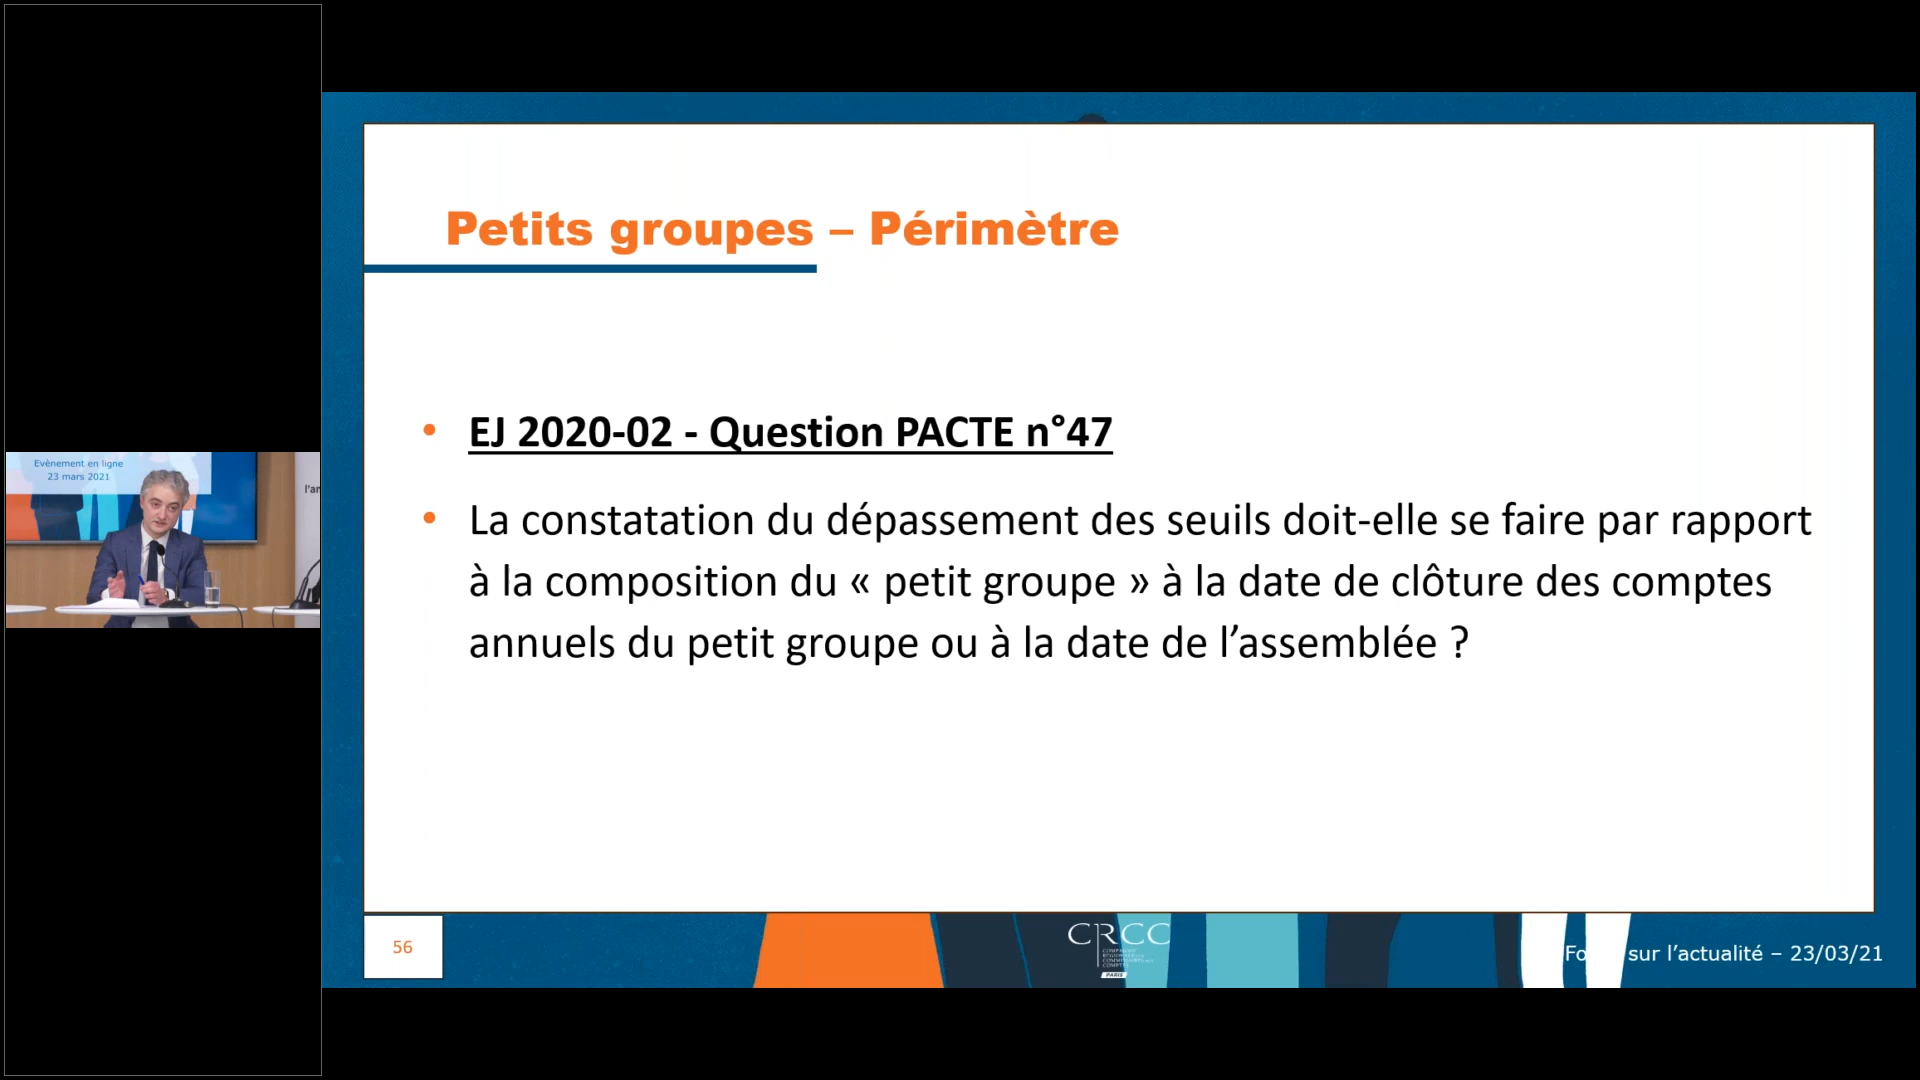 Evènement en ligne
23 mars 2021
Petits groupes – Périmètre
• EJ 2020-02 - Question PACTE n°47
• La constatation du dépassement des seuils doit-elle se faire par rapport
à la composition du « petit groupe » à la date de clôture des comptes
annuels du petit groupe ou à la date de l’assemblée ?
56
CRCC
PARIS
sur l’actualité – 23/03/21